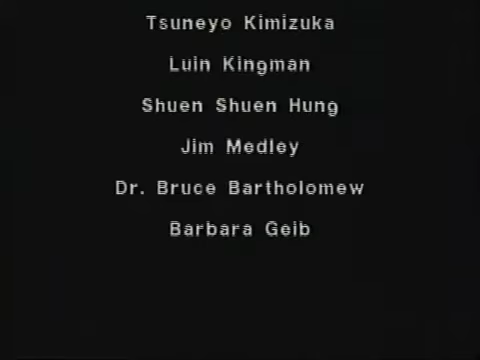 Tsuneyo Kimizuka
Luin Kingman
Shuen Shuen Hung
Jim Medley
Dr. Bruce Bartholomew
Barbara Geib